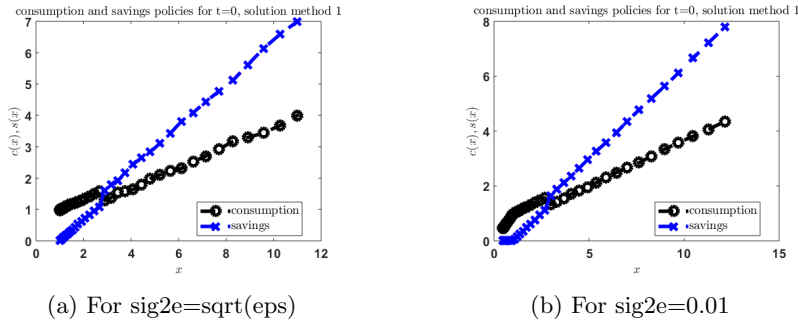 consumption and savings policies for t=0, solution method 1
7
6
5
4
3
2
1
0
c(x), s(x)
0 2 4 6 8 10 12
x
consumption
savings
(a) For sig2e=sqrt(eps)
consumption and savings policies for t=0, solution method 1
8
6
4
2
0
c(x), s(x)
0 5 10 15
x
consumption
savings
(b) For sig2e=0.01